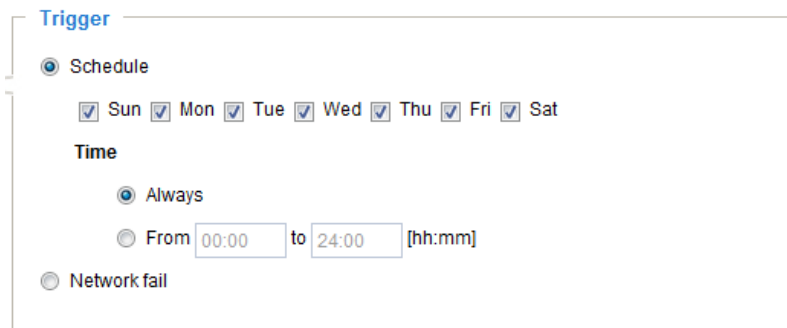 Trigger
Schedule
Sun Mon Tue Wed Thu Fri Sat
Time
Always
From 00:00 to 24:00 [hh:mm]
Network fail